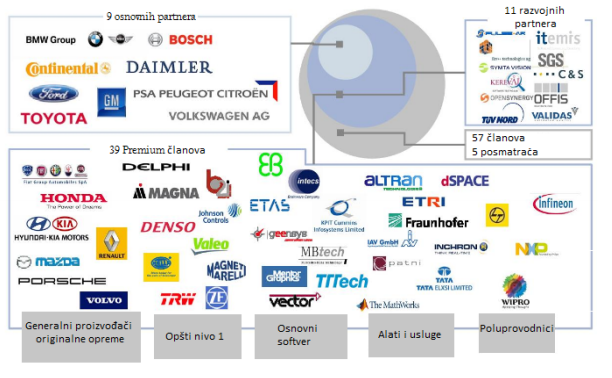 9 osnovnih partnera
BMW Group
BOSCH
Continental
DAIMLER
Ford
GM
PSA PEUGEOT CITROËN
TOYOTA
VOLKSWAGEN AG
11 razvojnih
partnera
itemis
SGS
SYMTA VISION
C & S
OPENSYNERGY
OFFIS
TÜV NORD
VALIDAS
57 članova
5 posmatrača
39 Premium članova
Fiat Group Automobiles SpA
DELPHI
intecs
ALTRAN
dSPACE
HONDA
The Power of Dreams
MAGNA
ETAS
KPIT Cummins
Infosystems Limited
ETRI
Infineon
Johnson
Controls
HYUNDAI·KIA MOTORS
KIA
DENSO
geensys
Fraunhofer
RENAULT
Valeo
MBtech
IAV GmbH
INCHRON
NXP
mazda
HELLA
MAGNETI
MARELLI
Mentor
Graphics
patni
PORSCHE
TTTech
TATA
TATA ELXSI LIMITED
WIPRO
VOLVO
TRW
ZF
vector
The MathWorks
Generalni proizvođači
originalne opreme
Opšti nivo 1
Osnovni
softver
Alati i usluge
Poluprovodnici